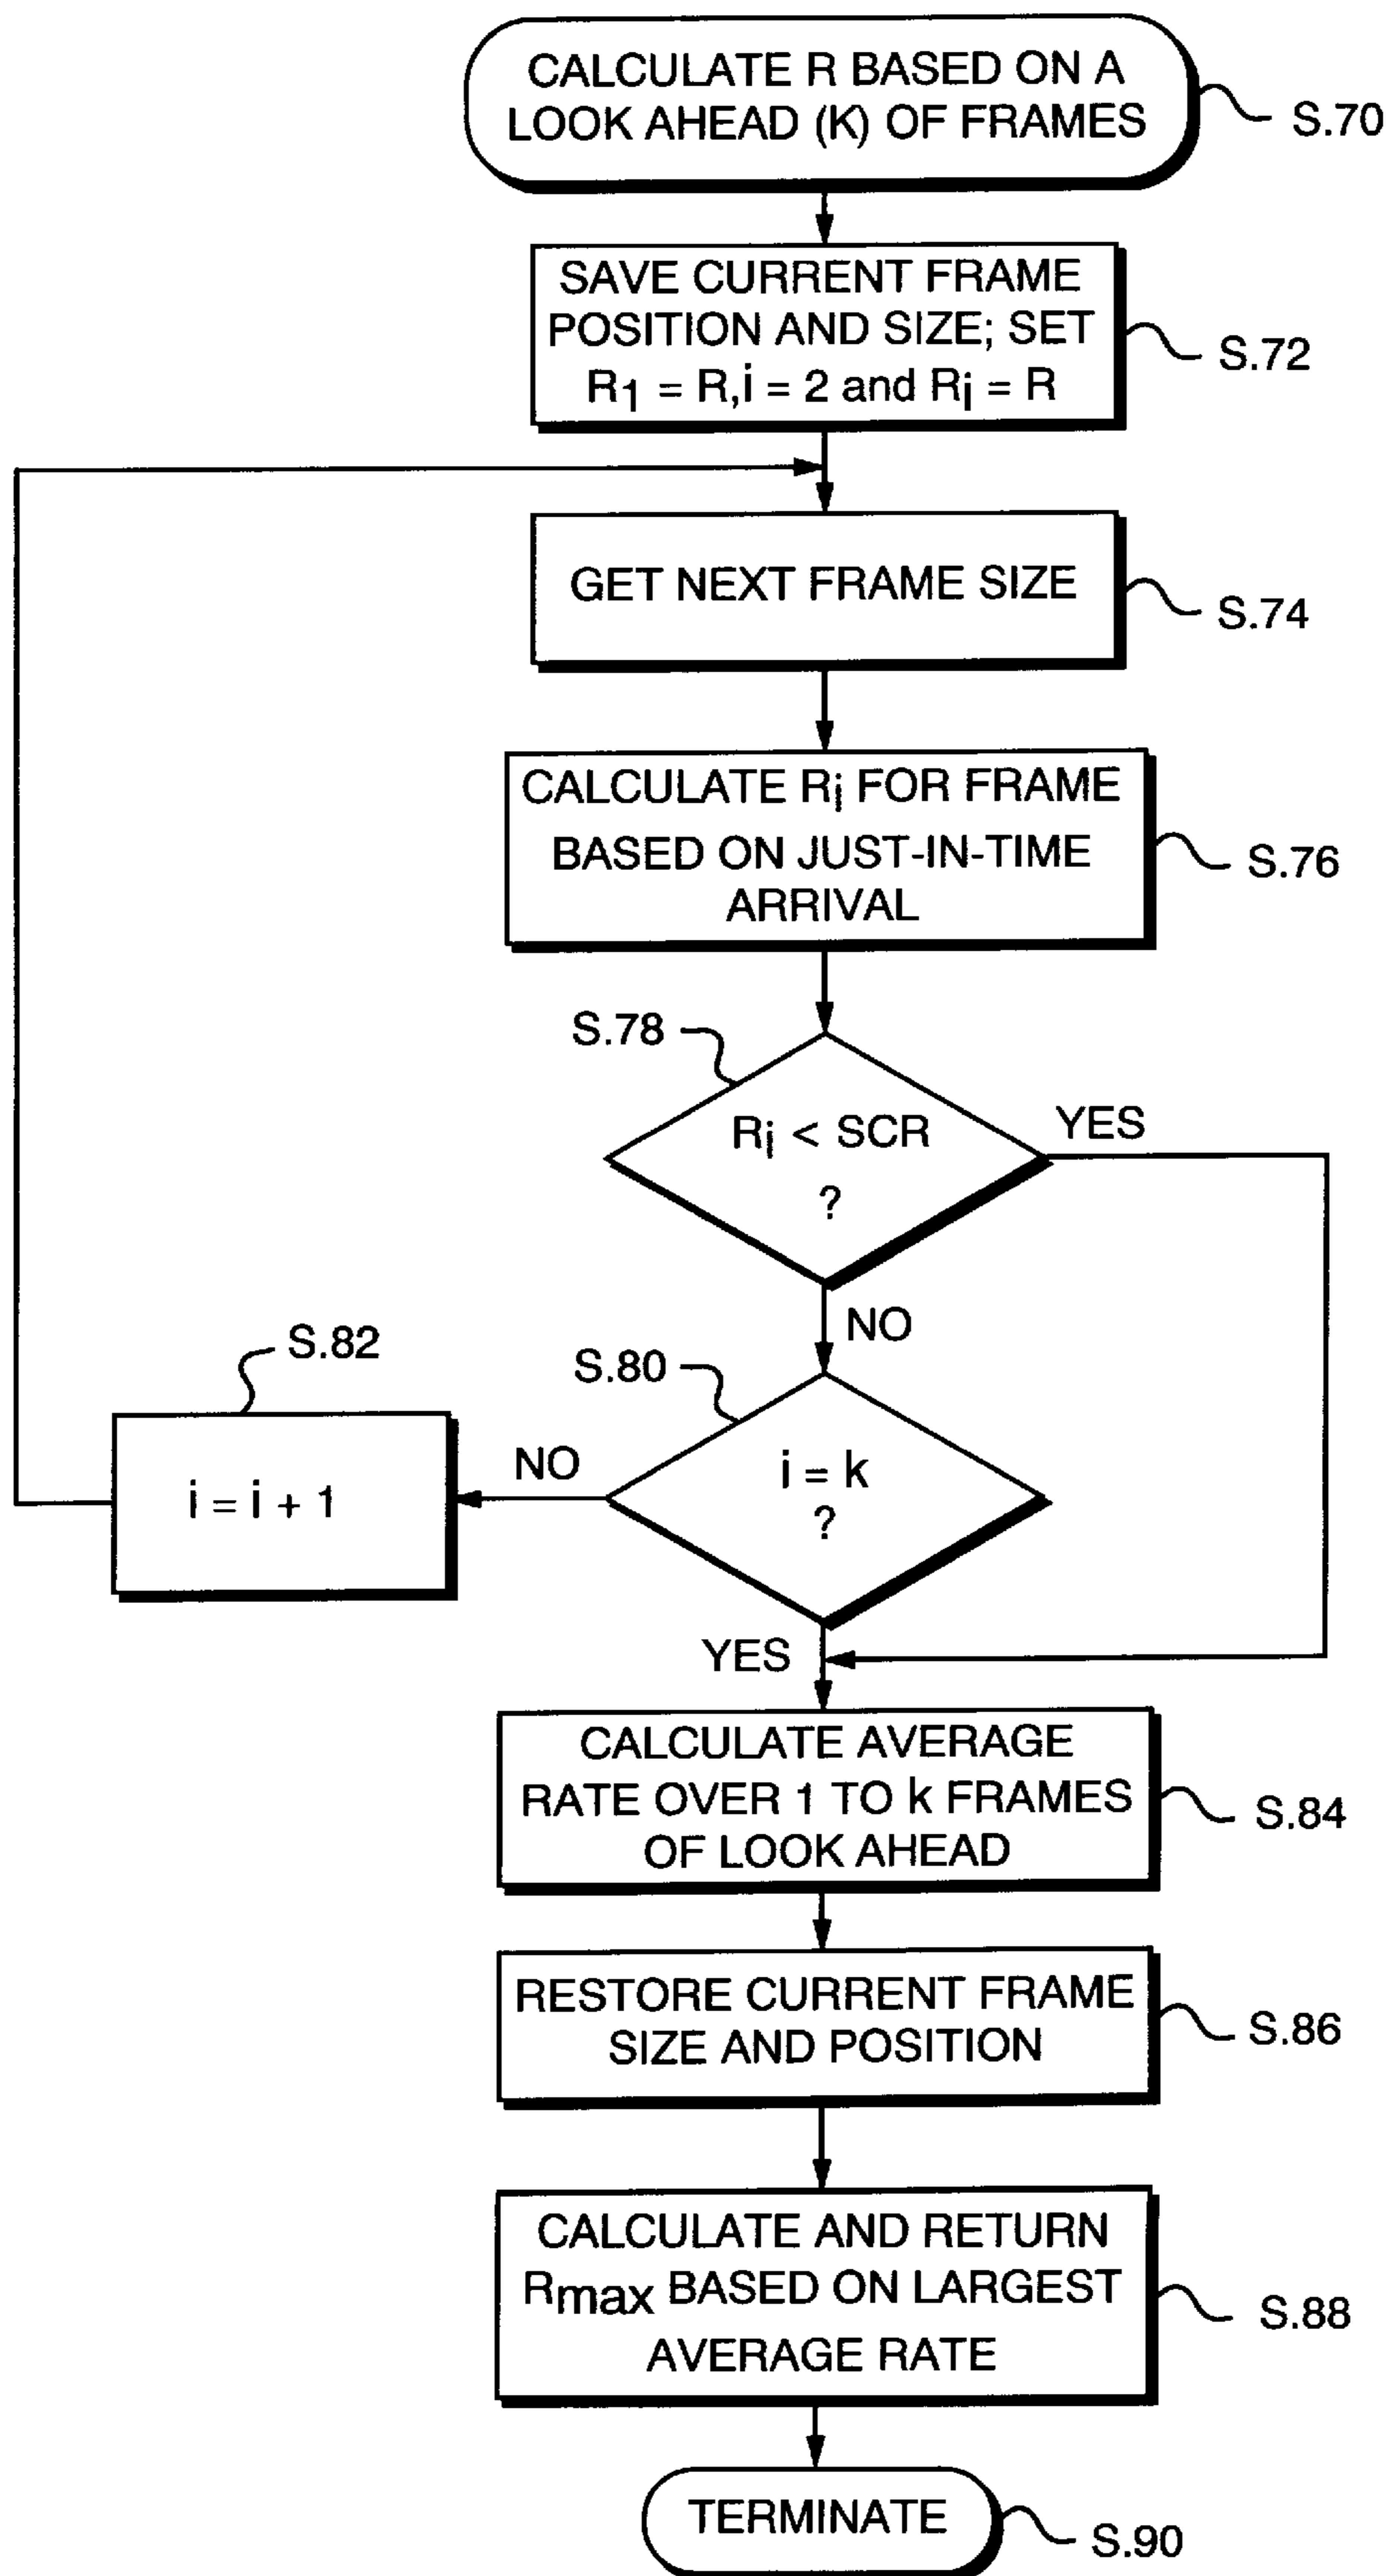 CALCULATE R BASED ON A
LOOK AHEAD (K) OF FRAMES
S.70
SAVE CURRENT FRAME
POSITION AND SIZE; SET
R1 = R, i = 2 and Ri = R
S.72
GET NEXT FRAME SIZE
S.74
CALCULATE Ri FOR FRAME
BASED ON JUST-IN-TIME
ARRIVAL
S.76
S.78
Ri < SCR
?
YES
NO
S.80
i = k
?
NO
S.82
i = i + 1
YES
CALCULATE AVERAGE
RATE OVER 1 TO k FRAMES
OF LOOK AHEAD
S.84
RESTORE CURRENT FRAME
SIZE AND POSITION
S.86
CALCULATE AND RETURN
Rmax BASED ON LARGEST
AVERAGE RATE
S.88
TERMINATE
S.90